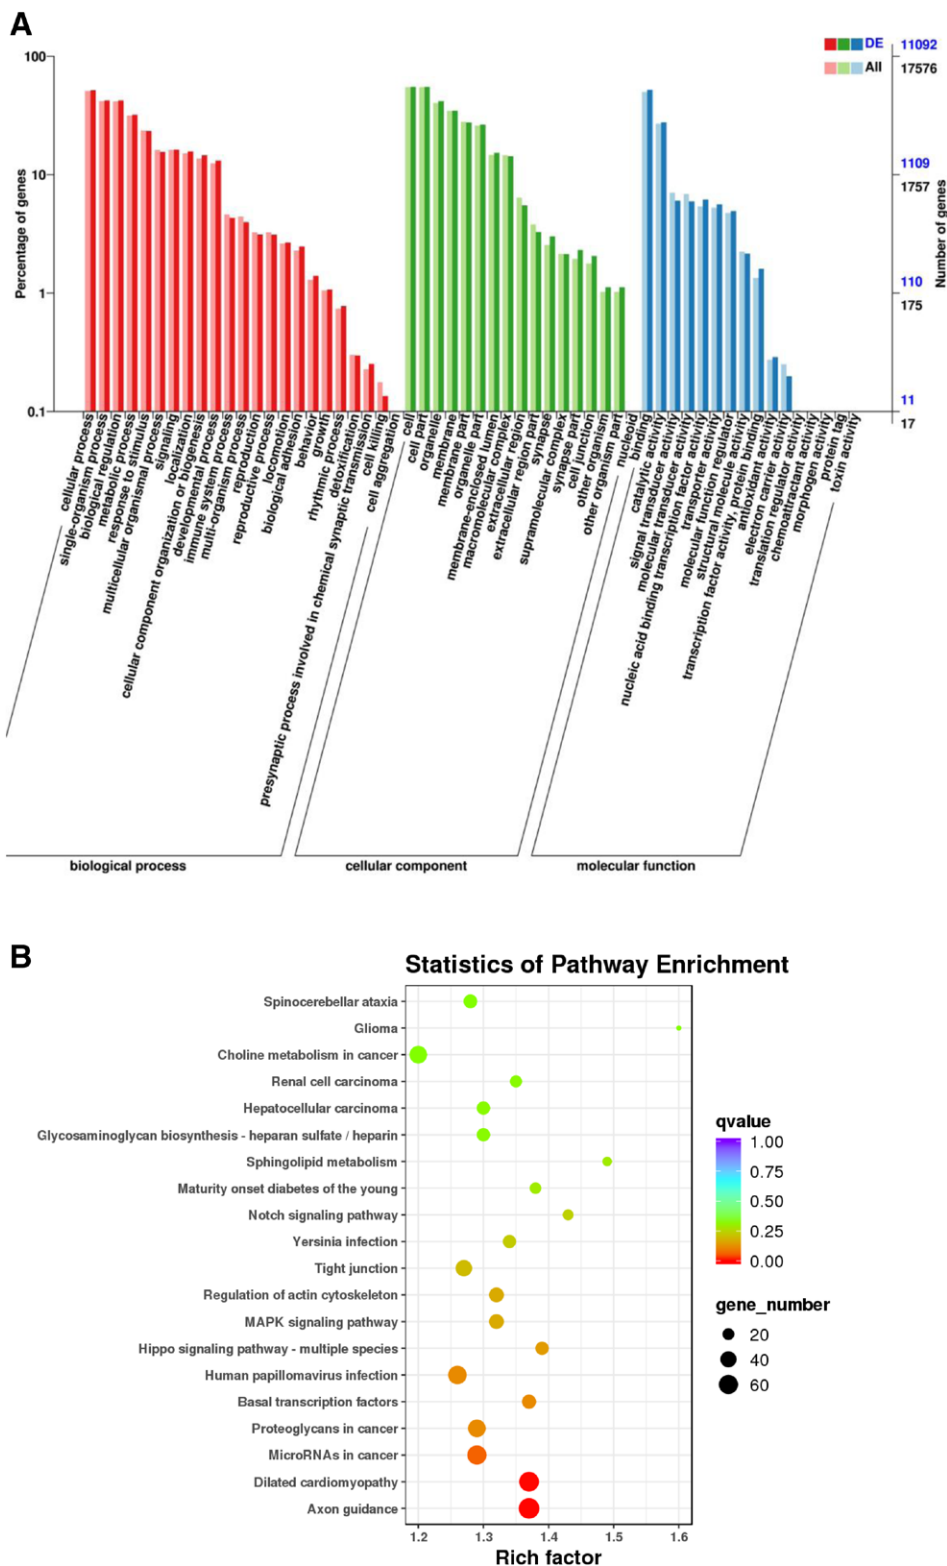 A
DE
All
11092
17576
1109
1757
110
175
11
17
Number of genes
100
10
1
0.1
Percentage of genes
cellular process
single-organism process
biological regulation
metabolic process
response to stimulus
multicellular organismal process
signaling
localization
cellular component organization or biogenesis
developmental process
immune system process
multi-organism process
reproduction
reproductive process
locomotion
biological adhesion
behavior
growth
rhythmic process
detoxification
presynaptic process involved in chemical synaptic transmission
cell killing
cell aggregation
cell
cell part
organelle
membrane
membrane part
organelle part
membrane-enclosed lumen
macromolecular complex
extracellular region
extracellular region part
synapse
supramolecular complex
synapse part
cell junction
other organism
other organism part
nucleoid
binding
catalytic activity
signal transducer activity
molecular transducer activity
nucleic acid binding transcription factor activity
transporter activity
molecular function regulator
structural molecule activity
transcription factor activity, protein binding
antioxidant activity
electron carrier activity
translation regulator activity
chemoattractant activity
morphogen activity
protein tag
toxin activity
biological process
cellular component
molecular function
B
Statistics of Pathway Enrichment
Spinocerebellar ataxia
Glioma
Choline metabolism in cancer
Renal cell carcinoma
Hepatocellular carcinoma
Glycosaminoglycan biosynthesis - heparan sulfate / heparin
Sphingolipid metabolism
Maturity onset diabetes of the young
Notch signaling pathway
Yersinia infection
Tight junction
Regulation of actin cytoskeleton
MAPK signaling pathway
Hippo signaling pathway - multiple species
Human papillomavirus infection
Basal transcription factors
Proteoglycans in cancer
MicroRNAs in cancer
Dilated cardiomyopathy
Axon guidance
1.2
1.3
1.4
1.5
1.6
Rich factor
qvalue
1.00
0.75
0.50
0.25
0.00
gene_number
20
40
60